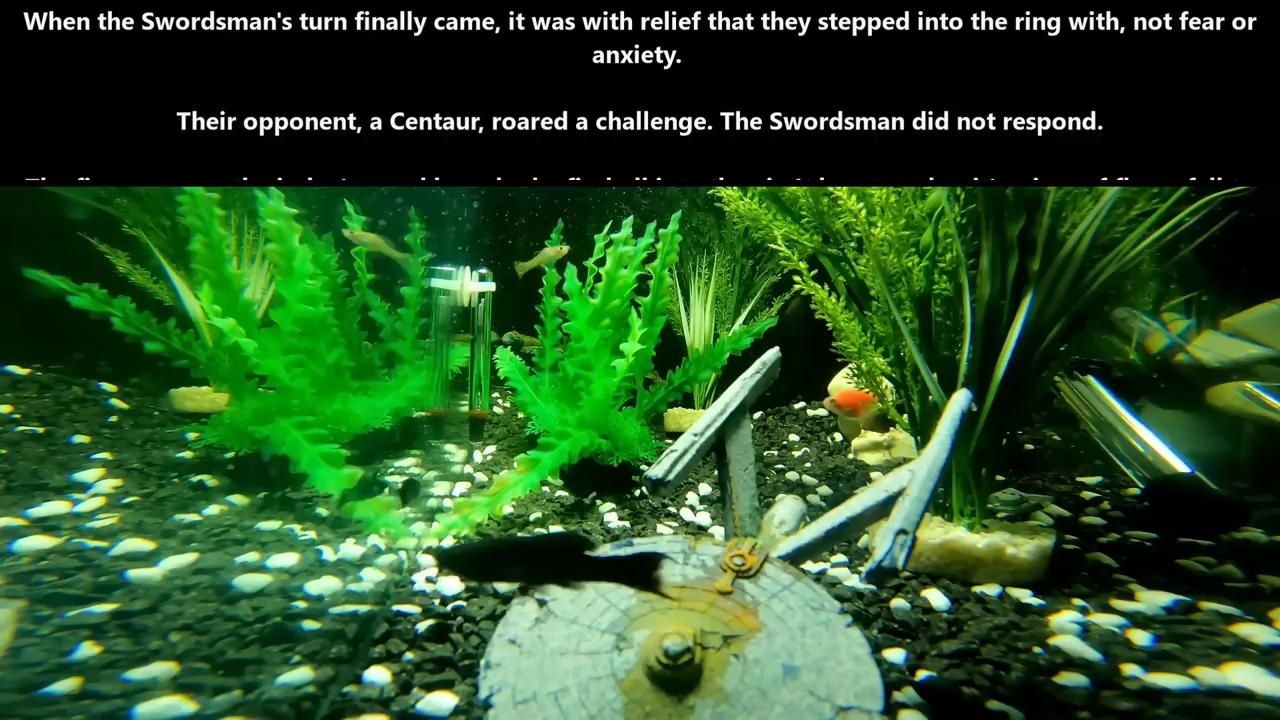 When the Swordsman's turn finally came, it was with relief that they stepped into the ring with, not fear or
anxiety.
Their opponent, a Centaur, roared a challenge. The Swordsman did not respond.